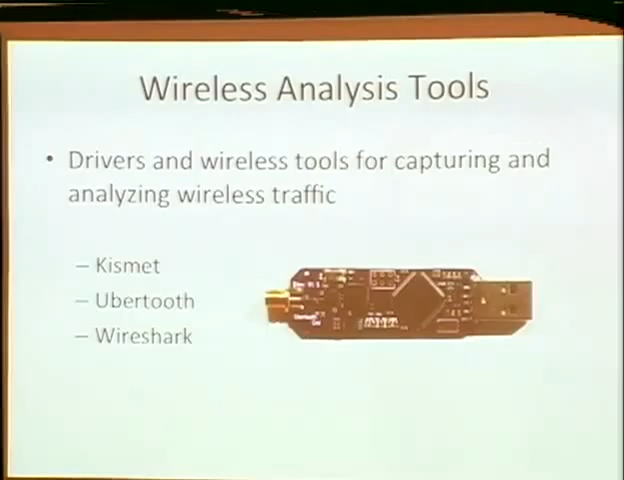 Wireless Analysis Tools
• Drivers and wireless tools for capturing and
analyzing wireless traffic
– Kismet
– Ubertooth
– Wireshark